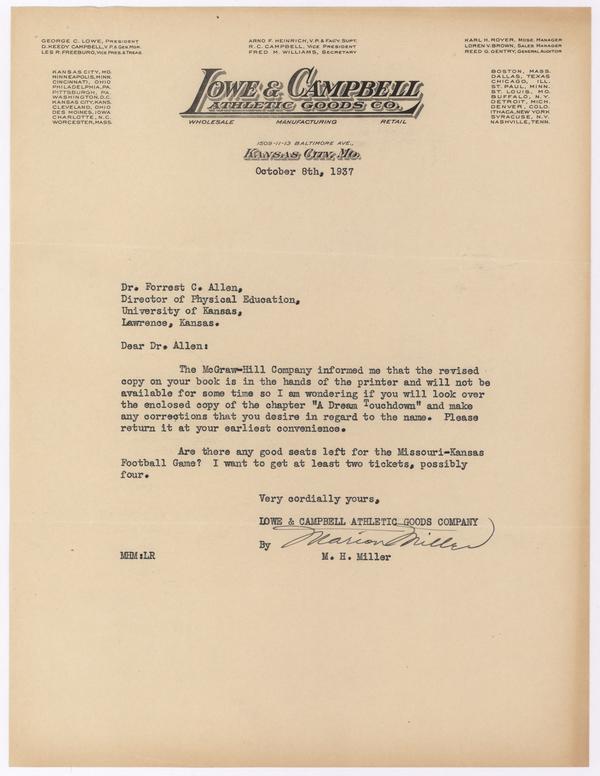 GEORGE C. LOWE, PRESIDENT
D. KEEDY CAMPBELL, V. P. & GEN. MGR.
LES R. FREEBURG, VICE PRES. & TREAS.
ARNO F. HEINRICH, V. P. & FAC'Y SUPT.
R. C. CAMPBELL, VICE PRESIDENT
FRED M. WILLIAMS, SECRETARY
KARL H. ROYER, MDSE. MANAGER
LOREN V. BROWN, SALES MANAGER
REED G. GENTRY, GENERAL AUDITOR
KANSAS CITY, MO.
MINNEAPOLIS, MINN.
CINCINNATI, OHIO
PHILADELPHIA, PA.
PITTSBURGH, PA.
WASHINGTON, D.C.
KANSAS CITY, KANS.
CLEVELAND, OHIO
DES MOINES, IOWA
CHARLOTTE, N.C.
WORCESTER, MASS.
LOWE & CAMPBELL
ATHLETIC GOODS CO.
WHOLESALE MANUFACTURING RETAIL
BOSTON, MASS.
DALLAS, TEXAS
CHICAGO, ILL.
ST. PAUL, MINN.
ST. LOUIS, MO.
BUFFALO, N.Y.
DETROIT, MICH.
DENVER, COLO.
ITHACA, NEW YORK
SYRACUSE, N.Y.
NASHVILLE, TENN.
1509-11-13 BALTIMORE AVE.,
KANSAS CITY, MO.
October 8th, 1937
Dr. Forrest C. Allen,
Director of Physical Education,
University of Kansas,
Lawrence, Kansas.
Dear Dr. Allen:
The McGraw-Hill Company informed me that the revised
copy on your book is in the hands of the printer and will not be
available for some time so I am wondering if you will look over
the enclosed copy of the chapter "A Dream Touchdown" and make
any corrections that you desire in regard to the name. Please
return it at your earliest convenience.
Are there any good seats left for the Missouri-Kansas
Football Game? I want to get at least two tickets, possibly
four.
Very cordially yours,
LOWE & CAMPBELL ATHLETIC GOODS COMPANY
By Marion Miller
MHM:LR M. H. Miller